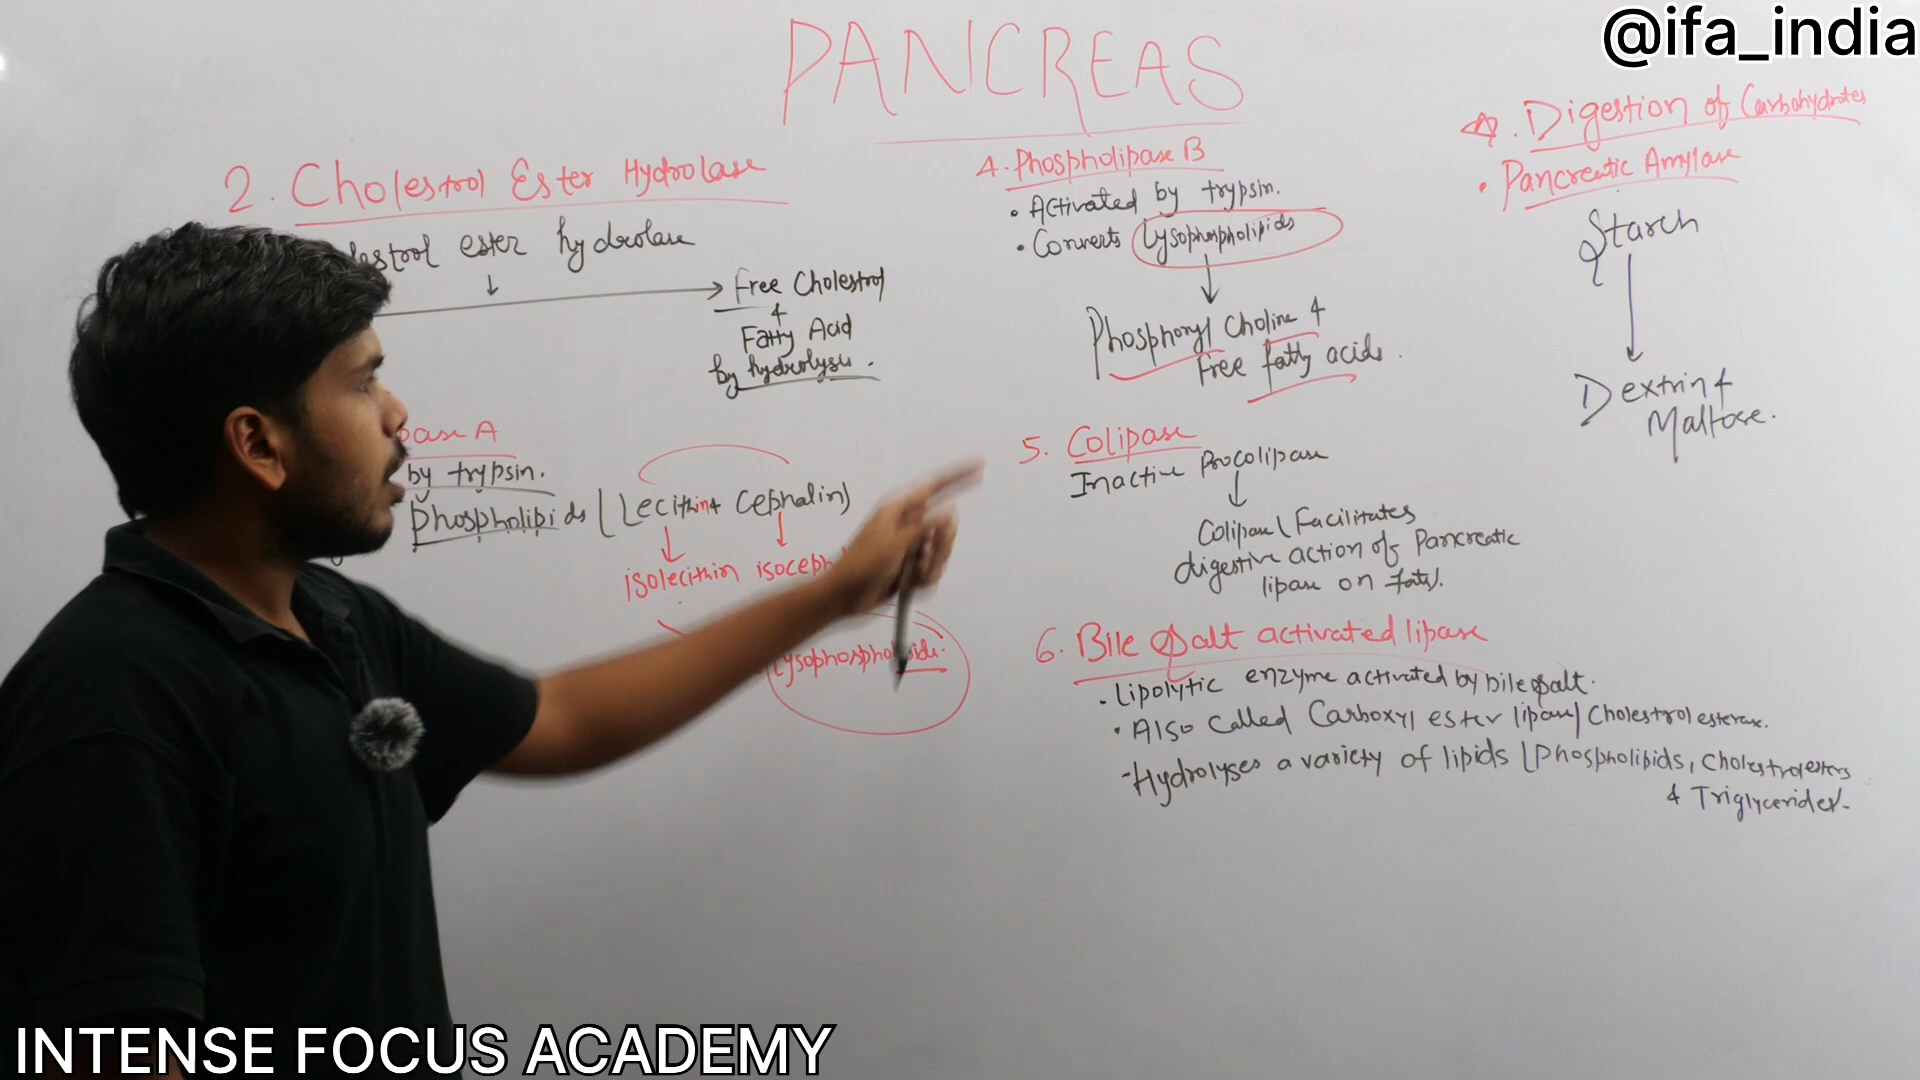 @ifa_india
PANCREAS
2. Cholestrol Ester Hydrolase
ester hydrolase
Free Cholestrol
+
Fatty Acid
by hydrolysis.
A
by trypsin.
phospholipids (Lecithin + Cephalin)
isolecithin
Lysophospholipids.
4. Phospholipase B
• Activated by trypsin.
• Converts Lysophospholipids
Phosphoryl Choline +
Free fatty acids.
5. Colipase
Inactive Procolipase
Colipase (Facilitates
digestive action of Pancreatic
lipase on fats).
6. Bile Salt activated lipase
• Lipolytic enzyme activated by bile salt.
• Also called Carboxyl ester lipase/ Cholestrol esterase.
- Hydrolyses a variety of lipids (Phospholipids, Cholestrol esters
+ Triglycerides.
Digestion of Carbohydrates
• Pancreatic Amylase
Starch
Dextrin +
Maltose.
INTENSE FOCUS ACADEMY